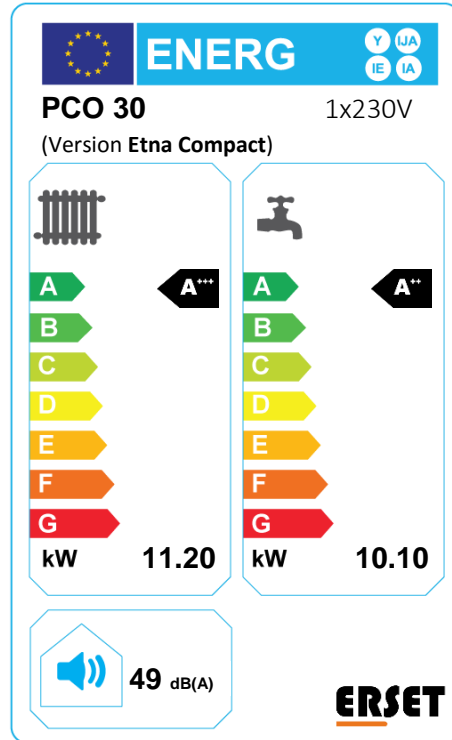 ENERG
Y IJA
IE IA
PCO 30 1x230V
(Version Etna Compact)
A A+++
B
C
D
E
F
G
kW 11.20
A A++
B
C
D
E
F
G
kW 10.10
49 dB(A)
ERSET